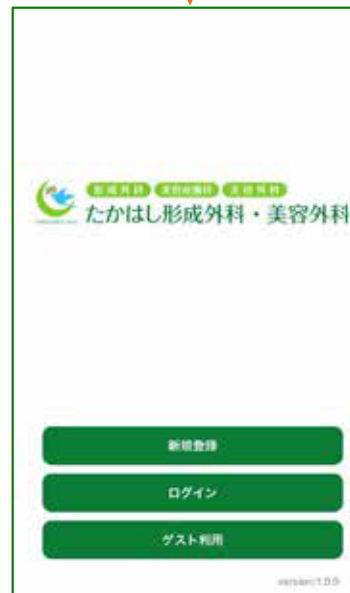 形成外科 美容皮膚科 美容外科
たかはし形成外科・美容外科
新規登録
ログイン
ゲスト利用
version:1.0.0